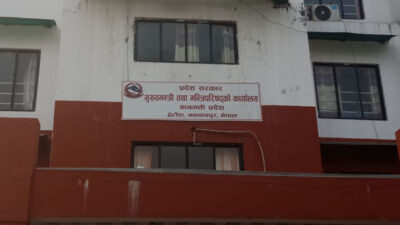 प्रदेश सरकार
मुख्यमन्त्री तथा मन्त्रिपरिषद्को कार्यालय
बागमती प्रदेश
हेटौंडा, मकवानपुर, नेपाल